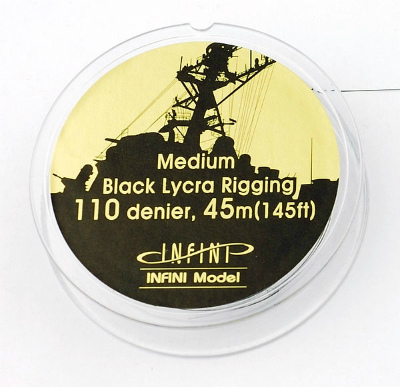 Medium
Black Lycra Rigging
110 denier, 45m(145ft)
INFINI
INFINI Model